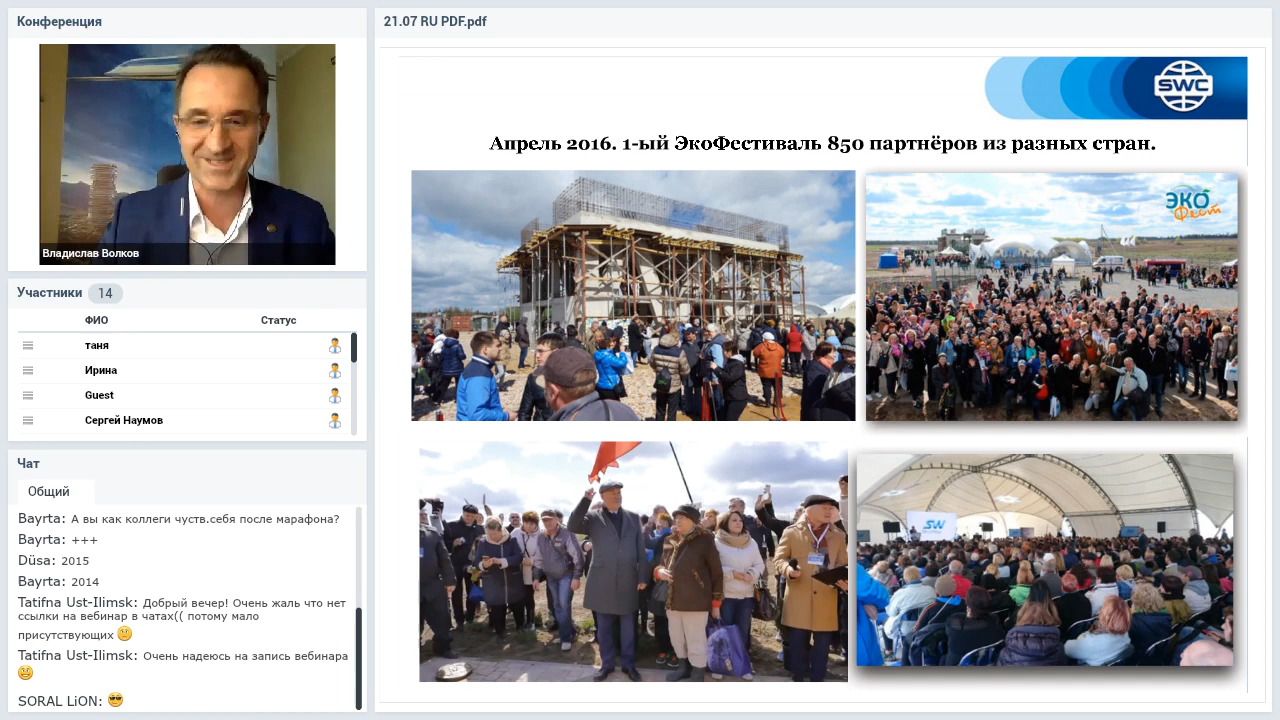 Конференция
Владислав Волков
Участники 14
ФИО Статус
таня
Ирина
Guest
Сергей Наумов
Чат
Общий
Bayrta: А вы как коллеги чуств.себя после марафона?
Bayrta: +++
Düsa: 2015
Bayrta: 2014
Tatifna Ust-Ilimsk: Добрый вечер! Очень жаль что нет
ссылки на вебинар в чатах(( потому мало
присутствующих
Tatifna Ust-Ilimsk: Очень надеюсь на запись вебинара
SORAL LiON:
21.07 RU PDF.pdf
SWC
Апрель 2016. 1-ый ЭкоФестиваль 850 партнёров из разных стран.
ЭКО
Фест
SW